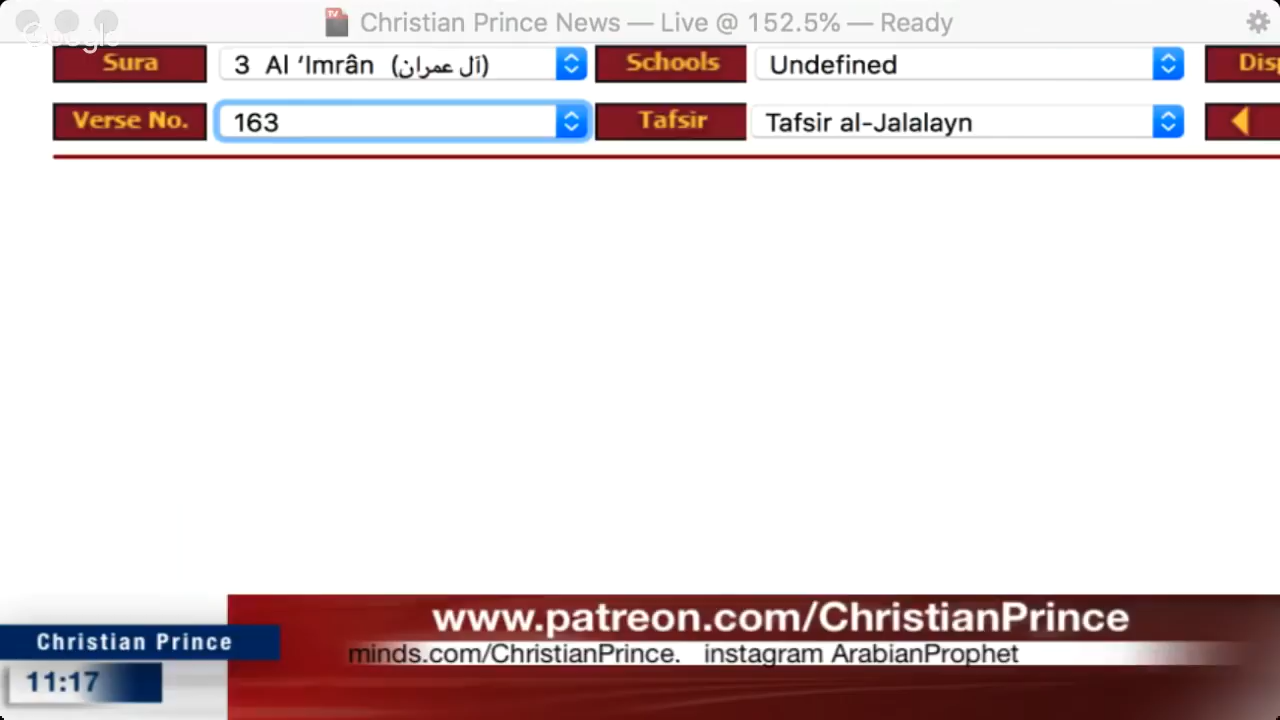 Christian Prince News — Live @ 152.5% — Ready
Google
Sura 3 Al ‘Imrân (آل عمران) Schools Undefined
Verse No. 163 Tafsir Tafsir al-Jalalayn
www.patreon.com/ChristianPrince
Christian Prince
minds.com/ChristianPrince. instagram ArabianProphet
11:17